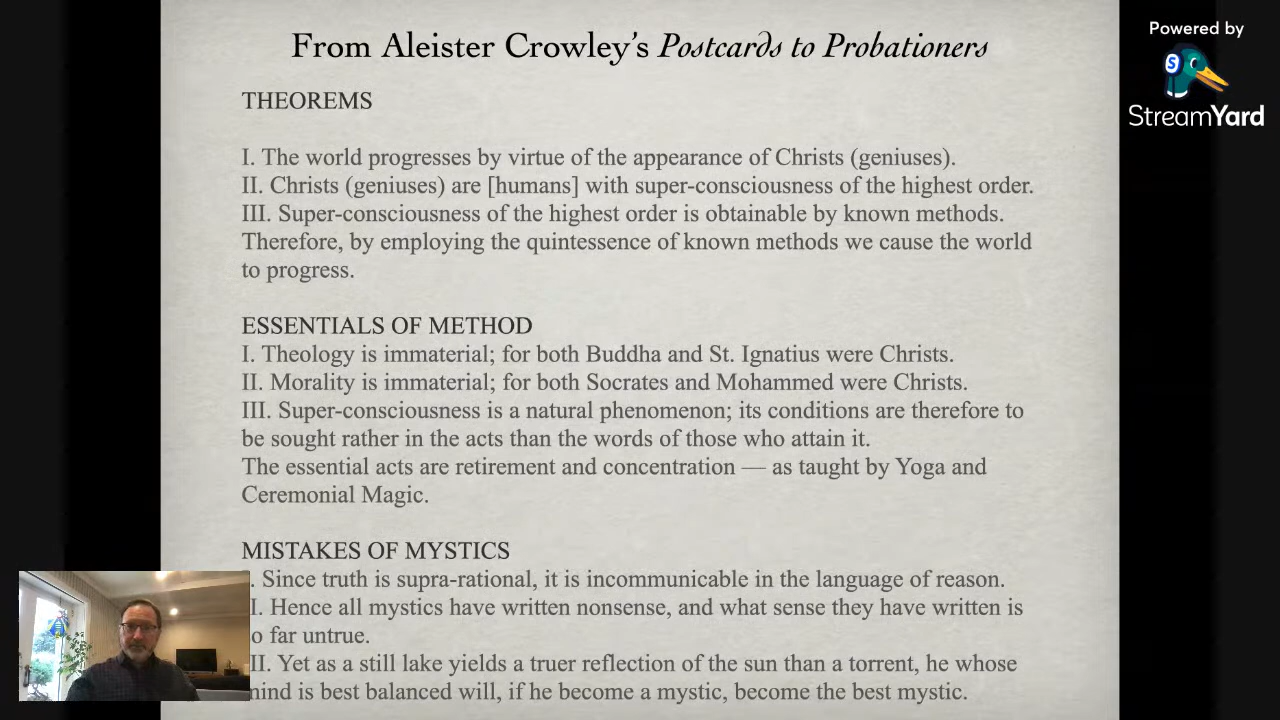 From Aleister Crowley's Postcards to Probationers
Powered by
StreamYard
THEOREMS
I. The world progresses by virtue of the appearance of Christs (geniuses).
II. Christs (geniuses) are [humans] with super-consciousness of the highest order.
III. Super-consciousness of the highest order is obtainable by known methods.
Therefore, by employing the quintessence of known methods we cause the world
to progress.
ESSENTIALS OF METHOD
I. Theology is immaterial; for both Buddha and St. Ignatius were Christs.
II. Morality is immaterial; for both Socrates and Mohammed were Christs.
III. Super-consciousness is a natural phenomenon; its conditions are therefore to
be sought rather in the acts than the words of those who attain it.
The essential acts are retirement and concentration — as taught by Yoga and
Ceremonial Magic.
MISTAKES OF MYSTICS
. Since truth is supra-rational, it is incommunicable in the language of reason.
I. Hence all mystics have written nonsense, and what sense they have written is
o far untrue.
II. Yet as a still lake yields a truer reflection of the sun than a torrent, he whose
mind is best balanced will, if he become a mystic, become the best mystic.